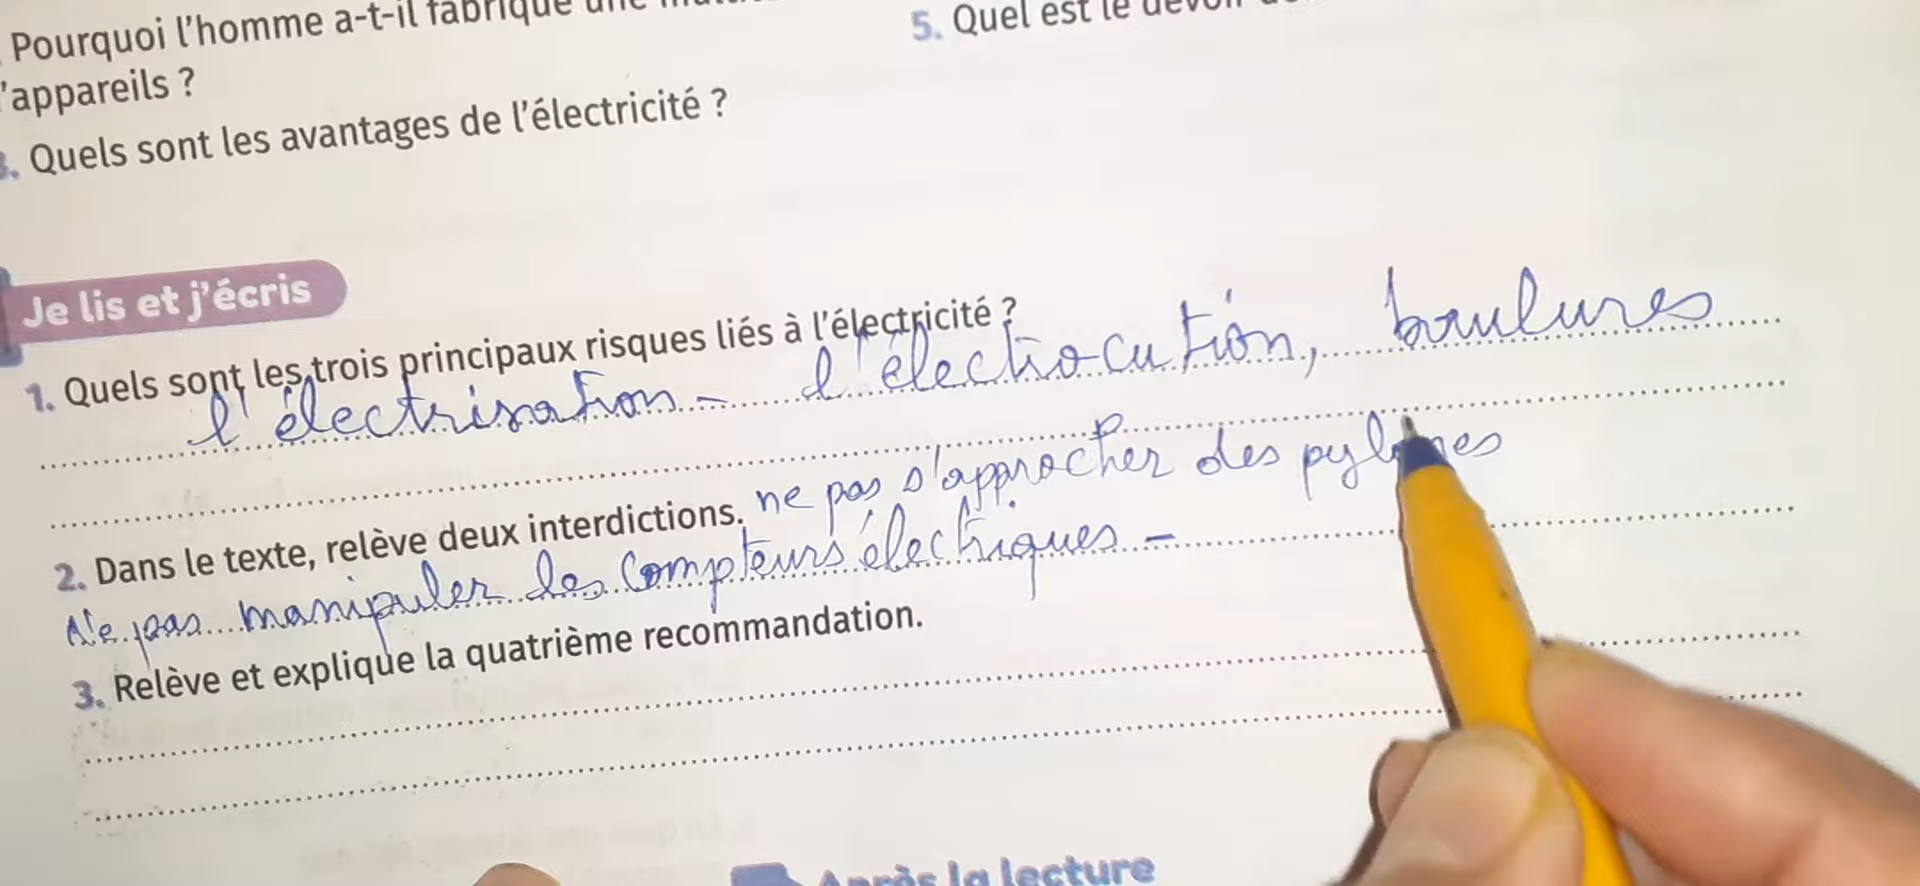 Pourquoi l'homme a-t-il fabriqué une
'appareils ?
5. Quel est le devoir
3. Quels sont les avantages de l'électricité ?
Je lis et j'écris
1. Quels sont les trois principaux risques liés à l'électricité ?
l'électrisation - l'électrocution, brulures
2. Dans le texte, relève deux interdictions. ne pas s'approcher des pylônes
Ne pas manipuler les compteurs électriques -
3. Relève et explique la quatrième recommandation.
Après la lecture